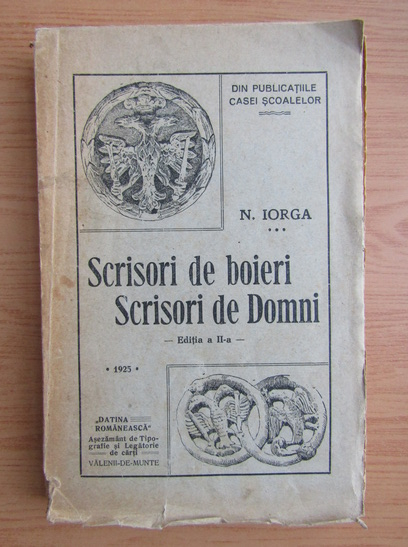 DIN PUBLICAȚIILE
CASEI ȘCOALELOR
N. IORGA
Scrisori de boieri
Scrisori de Domni
— Ediția a II-a —
• 1925 •
„DATINA
ROMÂNEASCĂ"
Așezământ de Tipo-
grafie și Legătorie
de cărți
VĂLENII-DE-MUNTE